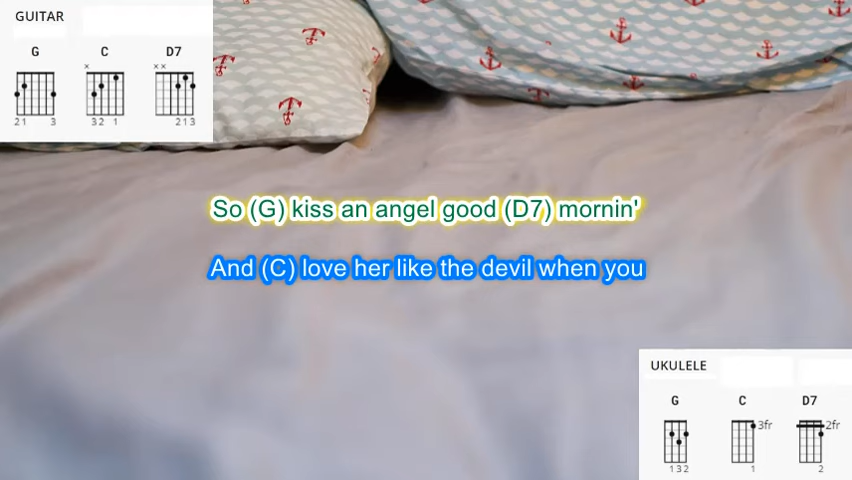 GUITAR
G C D7
x xx
21 3 32 1 213
So (G) kiss an angel good (D7) mornin'
And (C) love her like the devil when you
UKULELE
G C D7
3fr 2fr
132 1 2